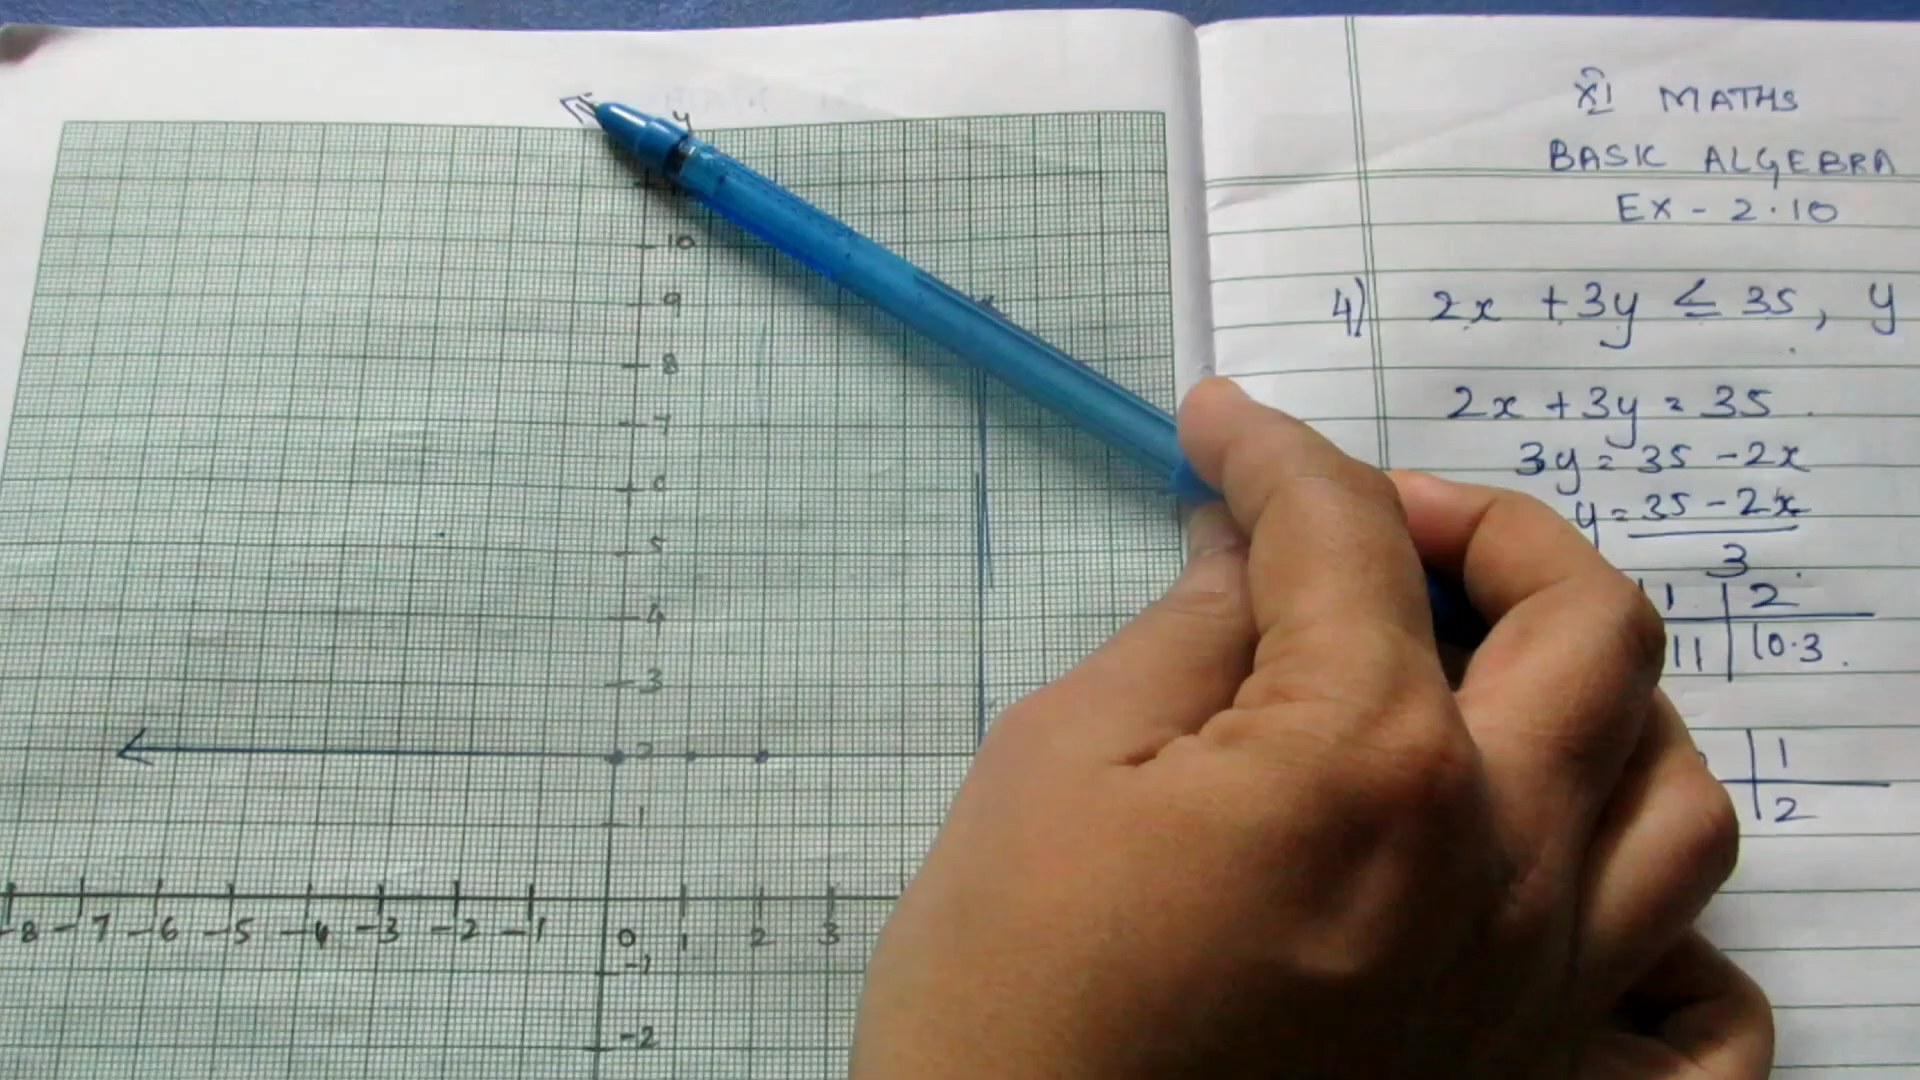 y
10
9
8
7
6
5
4
3
2
1
-8 -7 -6 -5 -4 -3 -2 -1 0 1 2 3
-1
-2
XI MATHS
BASIC ALGEBRA
EX - 2.10
4) 2x + 3y ≤ 35, y
2x + 3y = 35
3y = 35 - 2x
y = 35 - 2x
3
1 2
11 10.3
1
2